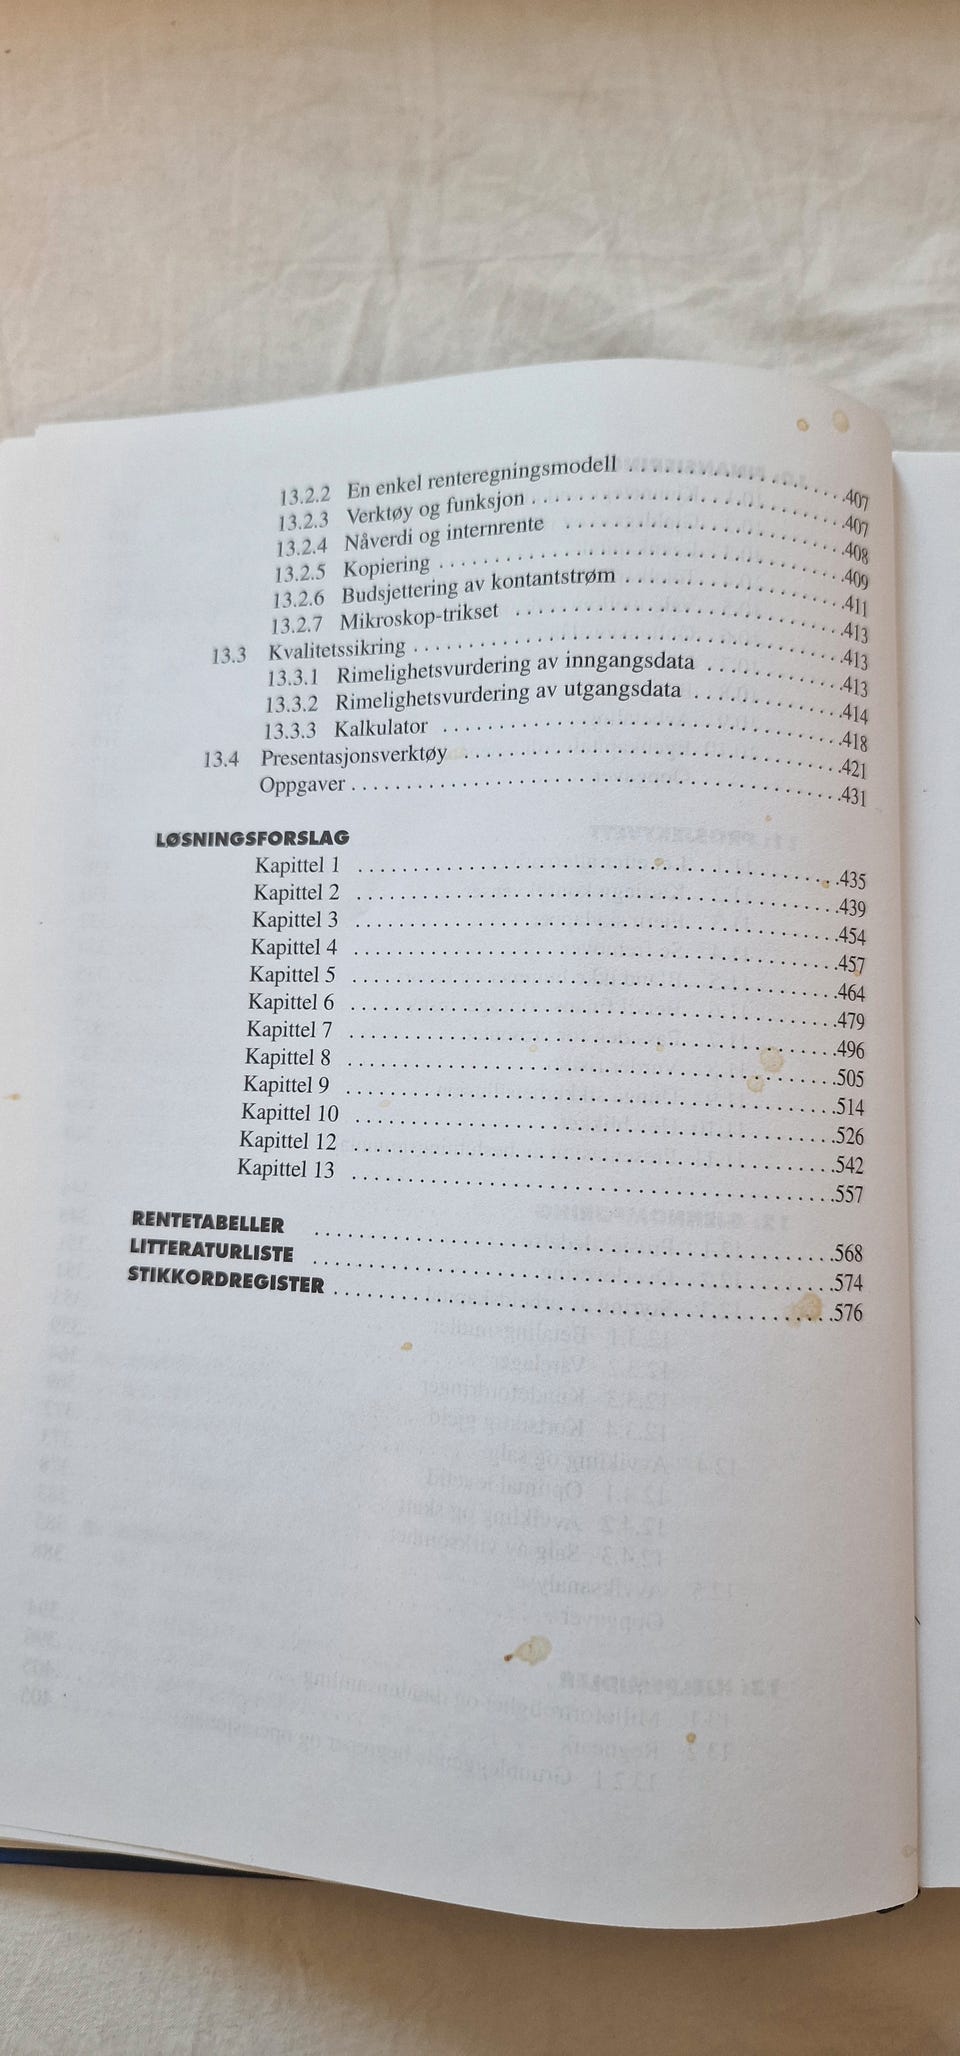 13.2.2 En enkel renteregningsmodell . . . . . . . . . . . . . . . . . . . . . .407
13.2.3 Verktøy og funksjon . . . . . . . . . . . . . . . . . . . . . . . . . . . . .407
13.2.4 Nåverdi og internrente . . . . . . . . . . . . . . . . . . . . . . . . . .408
13.2.5 Kopiering . . . . . . . . . . . . . . . . . . . . . . . . . . . . . . . . . . . . .409
13.2.6 Budsjettering av kontantstrøm . . . . . . . . . . . . . . . . . . . .411
13.2.7 Mikroskop-trikset . . . . . . . . . . . . . . . . . . . . . . . . . . . . . .413
13.3 Kvalitetssikring . . . . . . . . . . . . . . . . . . . . . . . . . . . . . . . . . . . . . . .413
13.3.1 Rimelighetsvurdering av inngangsdata . . . . . . . . . . . . .413
13.3.2 Rimelighetsvurdering av utgangsdata . . . . . . . . . . . . . .414
13.3.3 Kalkulator . . . . . . . . . . . . . . . . . . . . . . . . . . . . . . . . . . . .418
13.4 Presentasjonsverktøy . . . . . . . . . . . . . . . . . . . . . . . . . . . . . . . . . .421
Oppgaver . . . . . . . . . . . . . . . . . . . . . . . . . . . . . . . . . . . . . . . . . . . .431
LØSNINGSFORSLAG
Kapittel 1 . . . . . . . . . . . . . . . . . . . . . . . . . . . . . . . . . . . . . . . . . . .435
Kapittel 2 . . . . . . . . . . . . . . . . . . . . . . . . . . . . . . . . . . . . . . . . . . .439
Kapittel 3 . . . . . . . . . . . . . . . . . . . . . . . . . . . . . . . . . . . . . . . . . . .454
Kapittel 4 . . . . . . . . . . . . . . . . . . . . . . . . . . . . . . . . . . . . . . . . . . .457
Kapittel 5 . . . . . . . . . . . . . . . . . . . . . . . . . . . . . . . . . . . . . . . . . . .464
Kapittel 6 . . . . . . . . . . . . . . . . . . . . . . . . . . . . . . . . . . . . . . . . . . .479
Kapittel 7 . . . . . . . . . . . . . . . . . . . . . . . . . . . . . . . . . . . . . . . . . . .496
Kapittel 8 . . . . . . . . . . . . . . . . . . . . . . . . . . . . . . . . . . . . . . . . . . .505
Kapittel 9 . . . . . . . . . . . . . . . . . . . . . . . . . . . . . . . . . . . . . . . . . . .514
Kapittel 10 . . . . . . . . . . . . . . . . . . . . . . . . . . . . . . . . . . . . . . . . . .526
Kapittel 12 . . . . . . . . . . . . . . . . . . . . . . . . . . . . . . . . . . . . . . . . . .542
Kapittel 13 . . . . . . . . . . . . . . . . . . . . . . . . . . . . . . . . . . . . . . . . . .557
RENTETABELLER . . . . . . . . . . . . . . . . . . . . . . . . . . . . . . . . . . . . . . . . . .568
LITTERATURLISTE . . . . . . . . . . . . . . . . . . . . . . . . . . . . . . . . . . . . . . . . . .574
STIKKORDREGISTER . . . . . . . . . . . . . . . . . . . . . . . . . . . . . . . . . . . . . . . .576